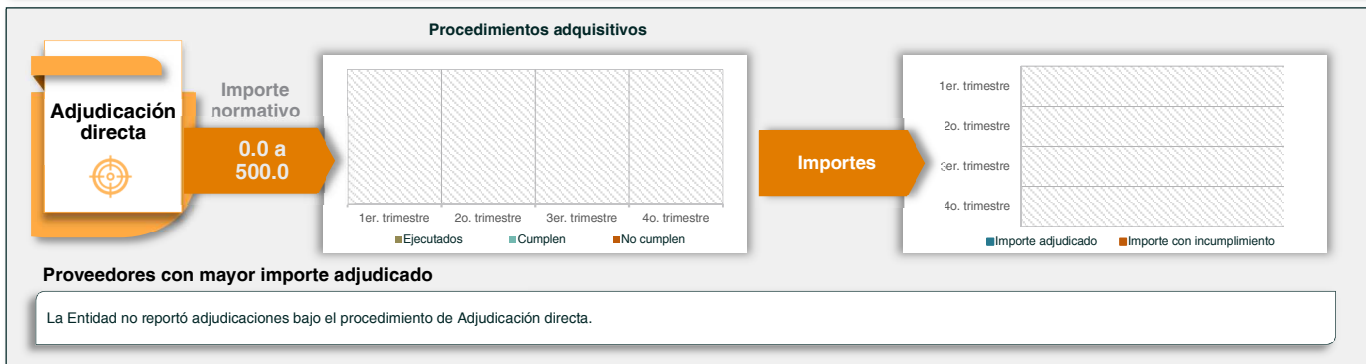 Procedimientos adquisitivos
Adjudicación
directa
Importe
normativo
0.0 a
500.0
1er. trimestre
2o. trimestre
3er. trimestre
4o. trimestre
Ejecutados
Cumplen
No cumplen
Importes
1er. trimestre
2o. trimestre
3er. trimestre
4o. trimestre
Importe adjudicado
Importe con incumplimiento
Proveedores con mayor importe adjudicado
La Entidad no reportó adjudicaciones bajo el procedimiento de Adjudicación directa.